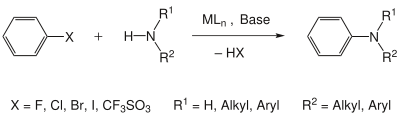 X + H–N R¹ R² MLₙ , Base – HX N R¹ R²
X = F, Cl, Br, I, CF₃SO₃ R¹ = H, Alkyl, Aryl R² = Alkyl, Aryl